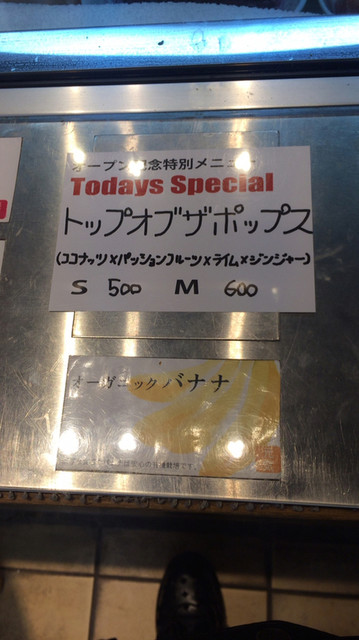 オープン記念特別メニュー
Todays Special
トップオブザポップス
(ココナッツ×パッションフルーツ×ライム×ジンジャー)
S 500 M 600
オーガニックバナナ